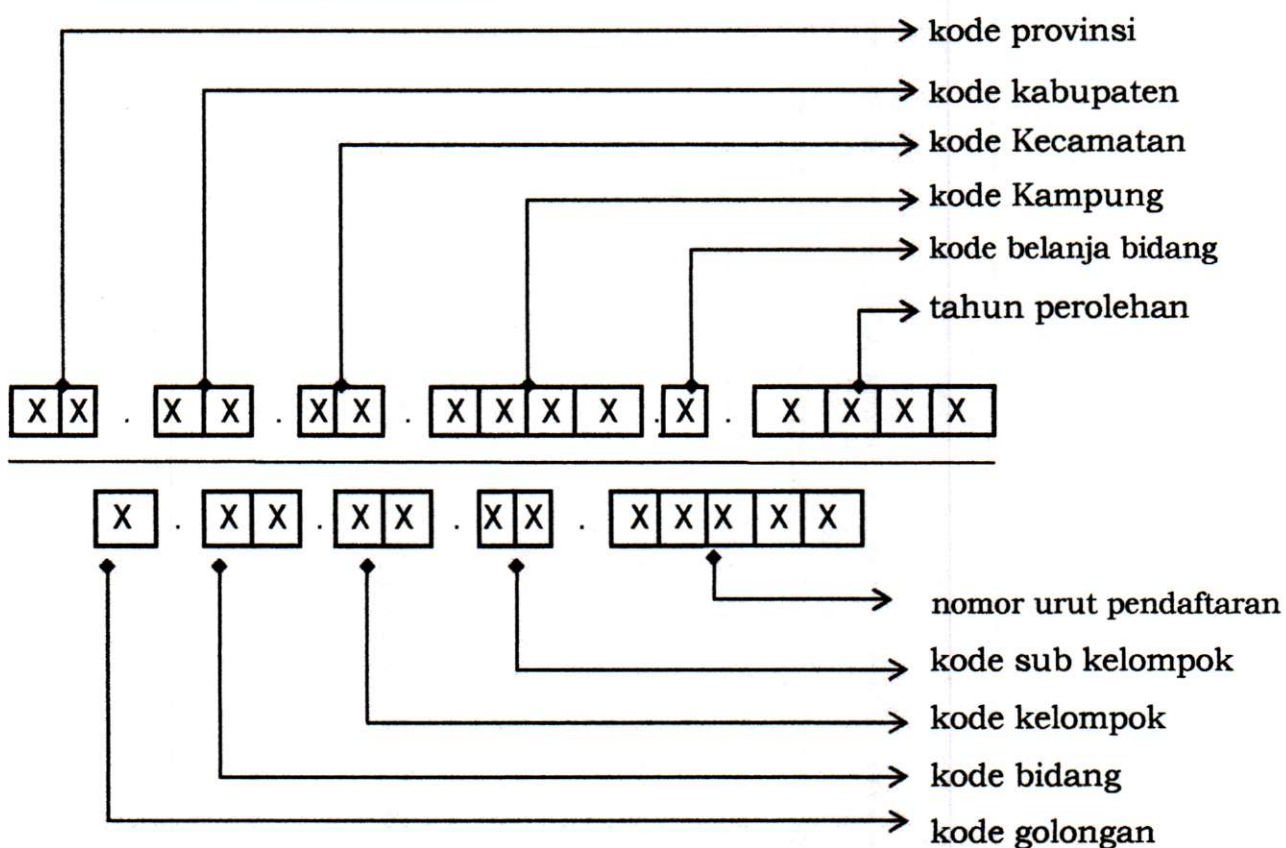 kode provinsi
kode kabupaten
kode Kecamatan
kode Kampung
kode belanja bidang
tahun perolehan
X X . X X . X X . X X X X . X . X X X X
X . X X . X X . X X . X X X X X
nomor urut pendaftaran
kode sub kelompok
kode kelompok
kode bidang
kode golongan